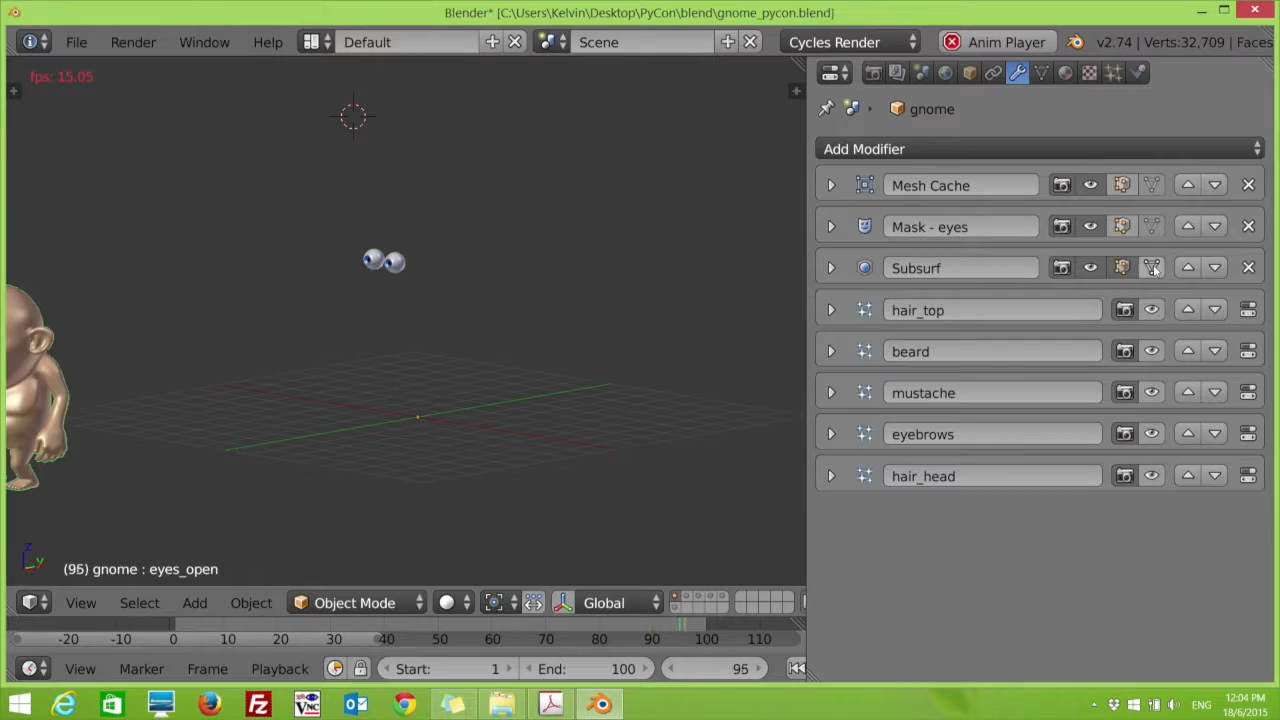 Blender* [C:\Users\Kelvin\Desktop\PyCon\blend\gnome_pycon.blend]
File Render Window Help Default Scene Cycles Render Anim Player v2.74 | Verts:32,709 | Faces
fps: 15.05
gnome
Add Modifier
Mesh Cache
Mask - eyes
Subsurf
hair_top
beard
mustache
eyebrows
hair_head
z
y
(95) gnome : eyes_open
View Select Add Object Object Mode Global
-20 -10 0 10 20 30 40 50 60 70 80 90 100 110
View Marker Frame Playback Start: 1 End: 100 95
12:04 PM
ENG
18/6/2015